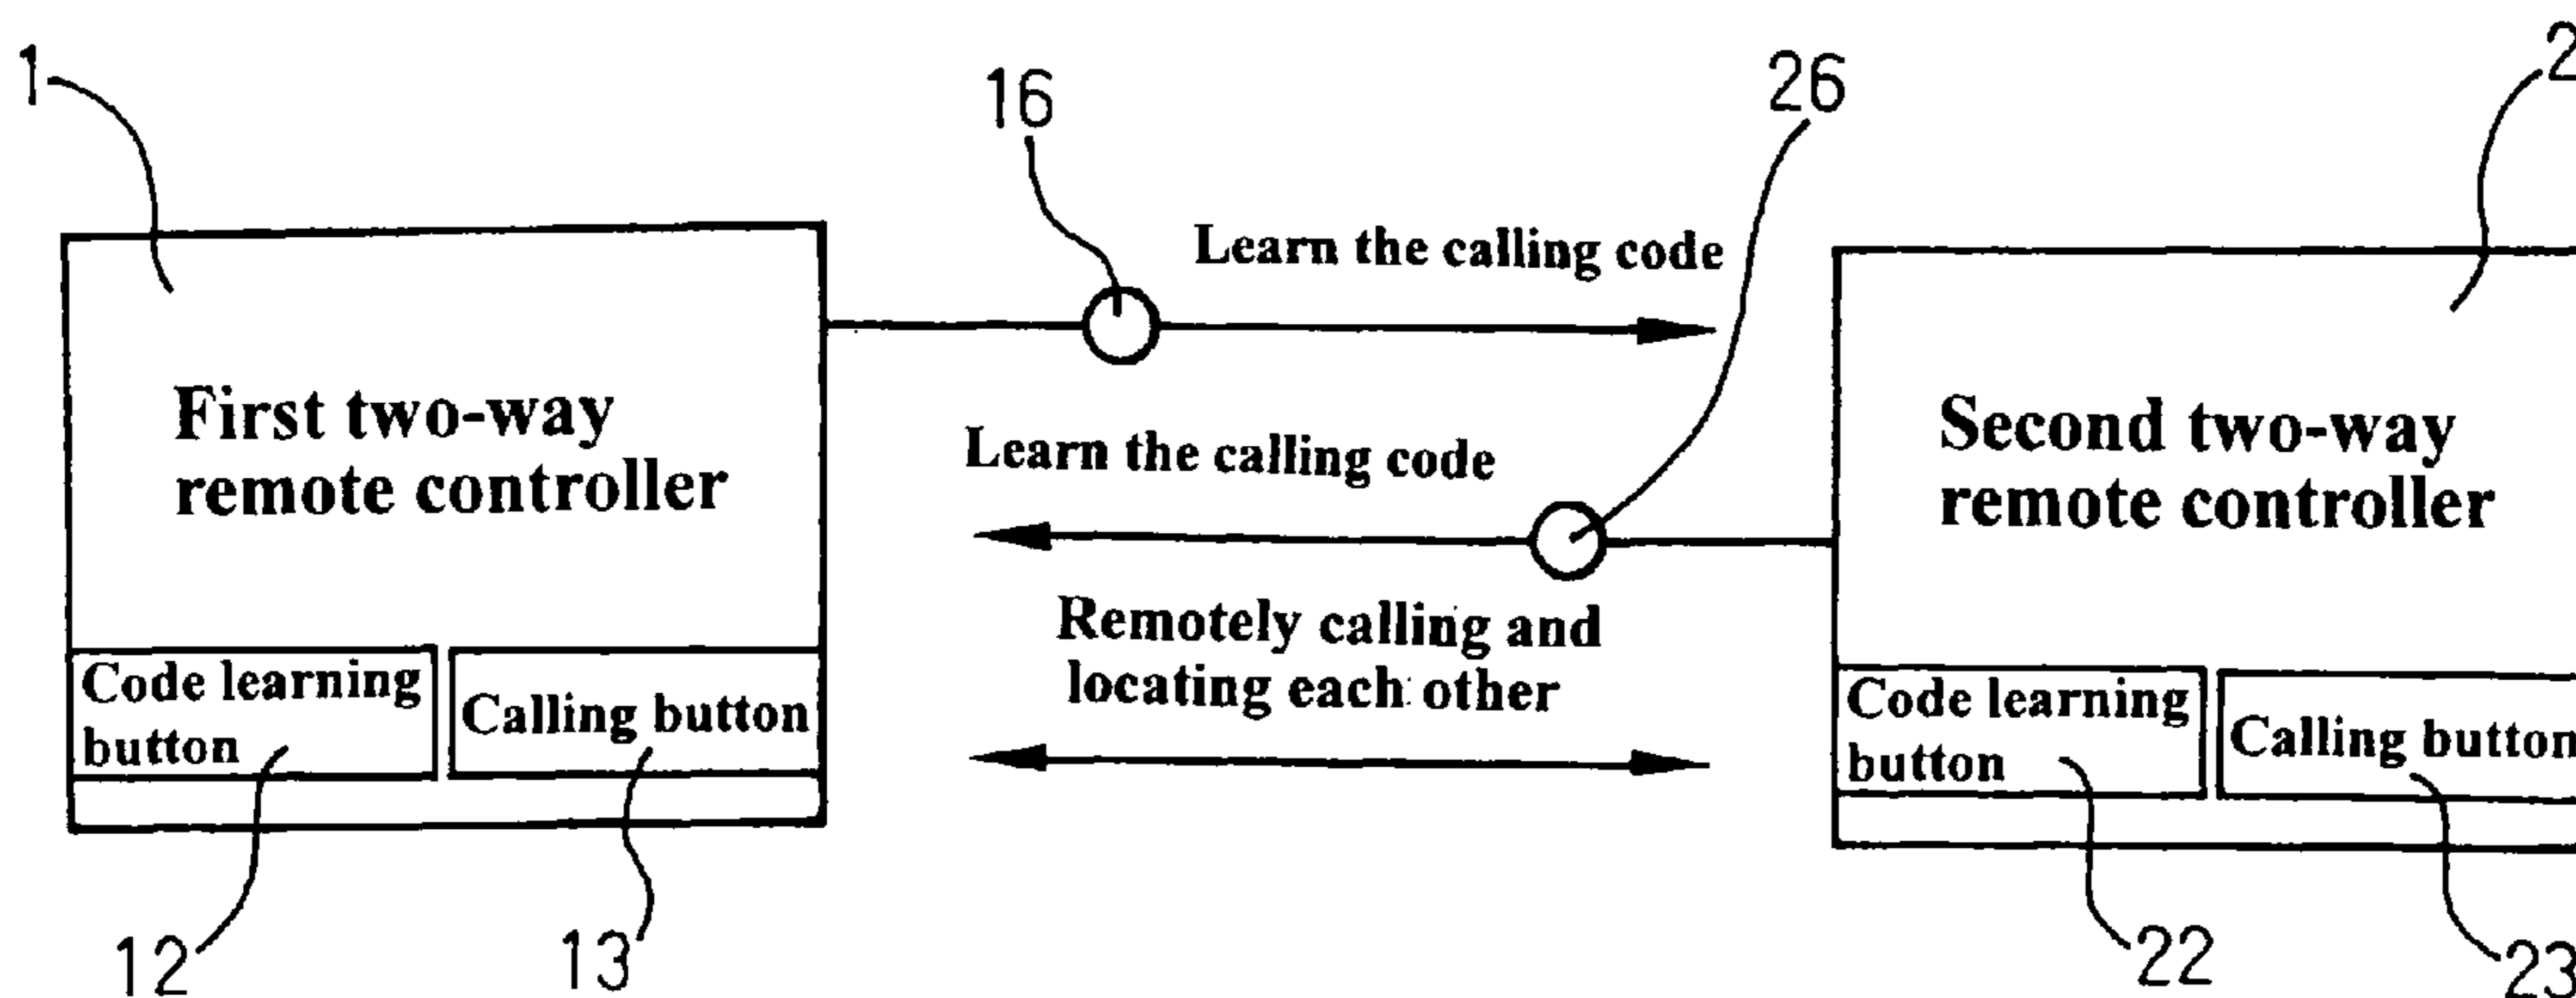 1
16
26
2
Learn the calling code
First two-way
remote controller
Learn the calling code
Second two-way
remote controller
Remotely calling and
locating each other
Code learning
button
Calling button
Code learning
button
Calling button
12
13
22
23